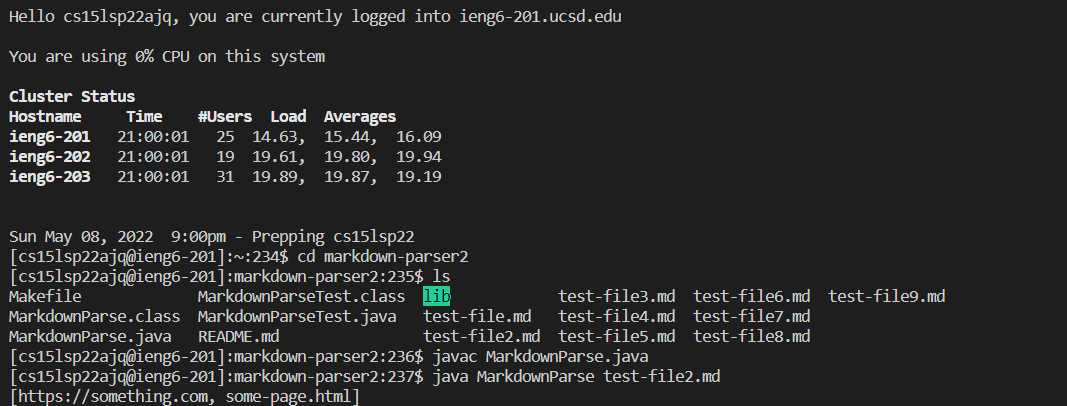 Hello cs15lsp22ajq, you are currently logged into ieng6-201.ucsd.edu
You are using 0% CPU on this system
Cluster Status
Hostname     Time    #Users  Load  Averages
ieng6-201   21:00:01   25  14.63,  15.44,  16.09
ieng6-202   21:00:01   19  19.61,  19.80,  19.94
ieng6-203   21:00:01   31  19.89,  19.87,  19.19
Sun May 08, 2022  9:00pm - Prepping cs15lsp22
[cs15lsp22ajq@ieng6-201]:~:234$ cd markdown-parser2
[cs15lsp22ajq@ieng6-201]:markdown-parser2:235$ ls
Makefile             MarkdownParseTest.class  lib            test-file3.md  test-file6.md  test-file9.md
MarkdownParse.class  MarkdownParseTest.java   test-file.md   test-file4.md  test-file7.md
MarkdownParse.java   README.md                test-file2.md  test-file5.md  test-file8.md
[cs15lsp22ajq@ieng6-201]:markdown-parser2:236$ javac MarkdownParse.java
[cs15lsp22ajq@ieng6-201]:markdown-parser2:237$ java MarkdownParse test-file2.md
[https://something.com, some-page.html]